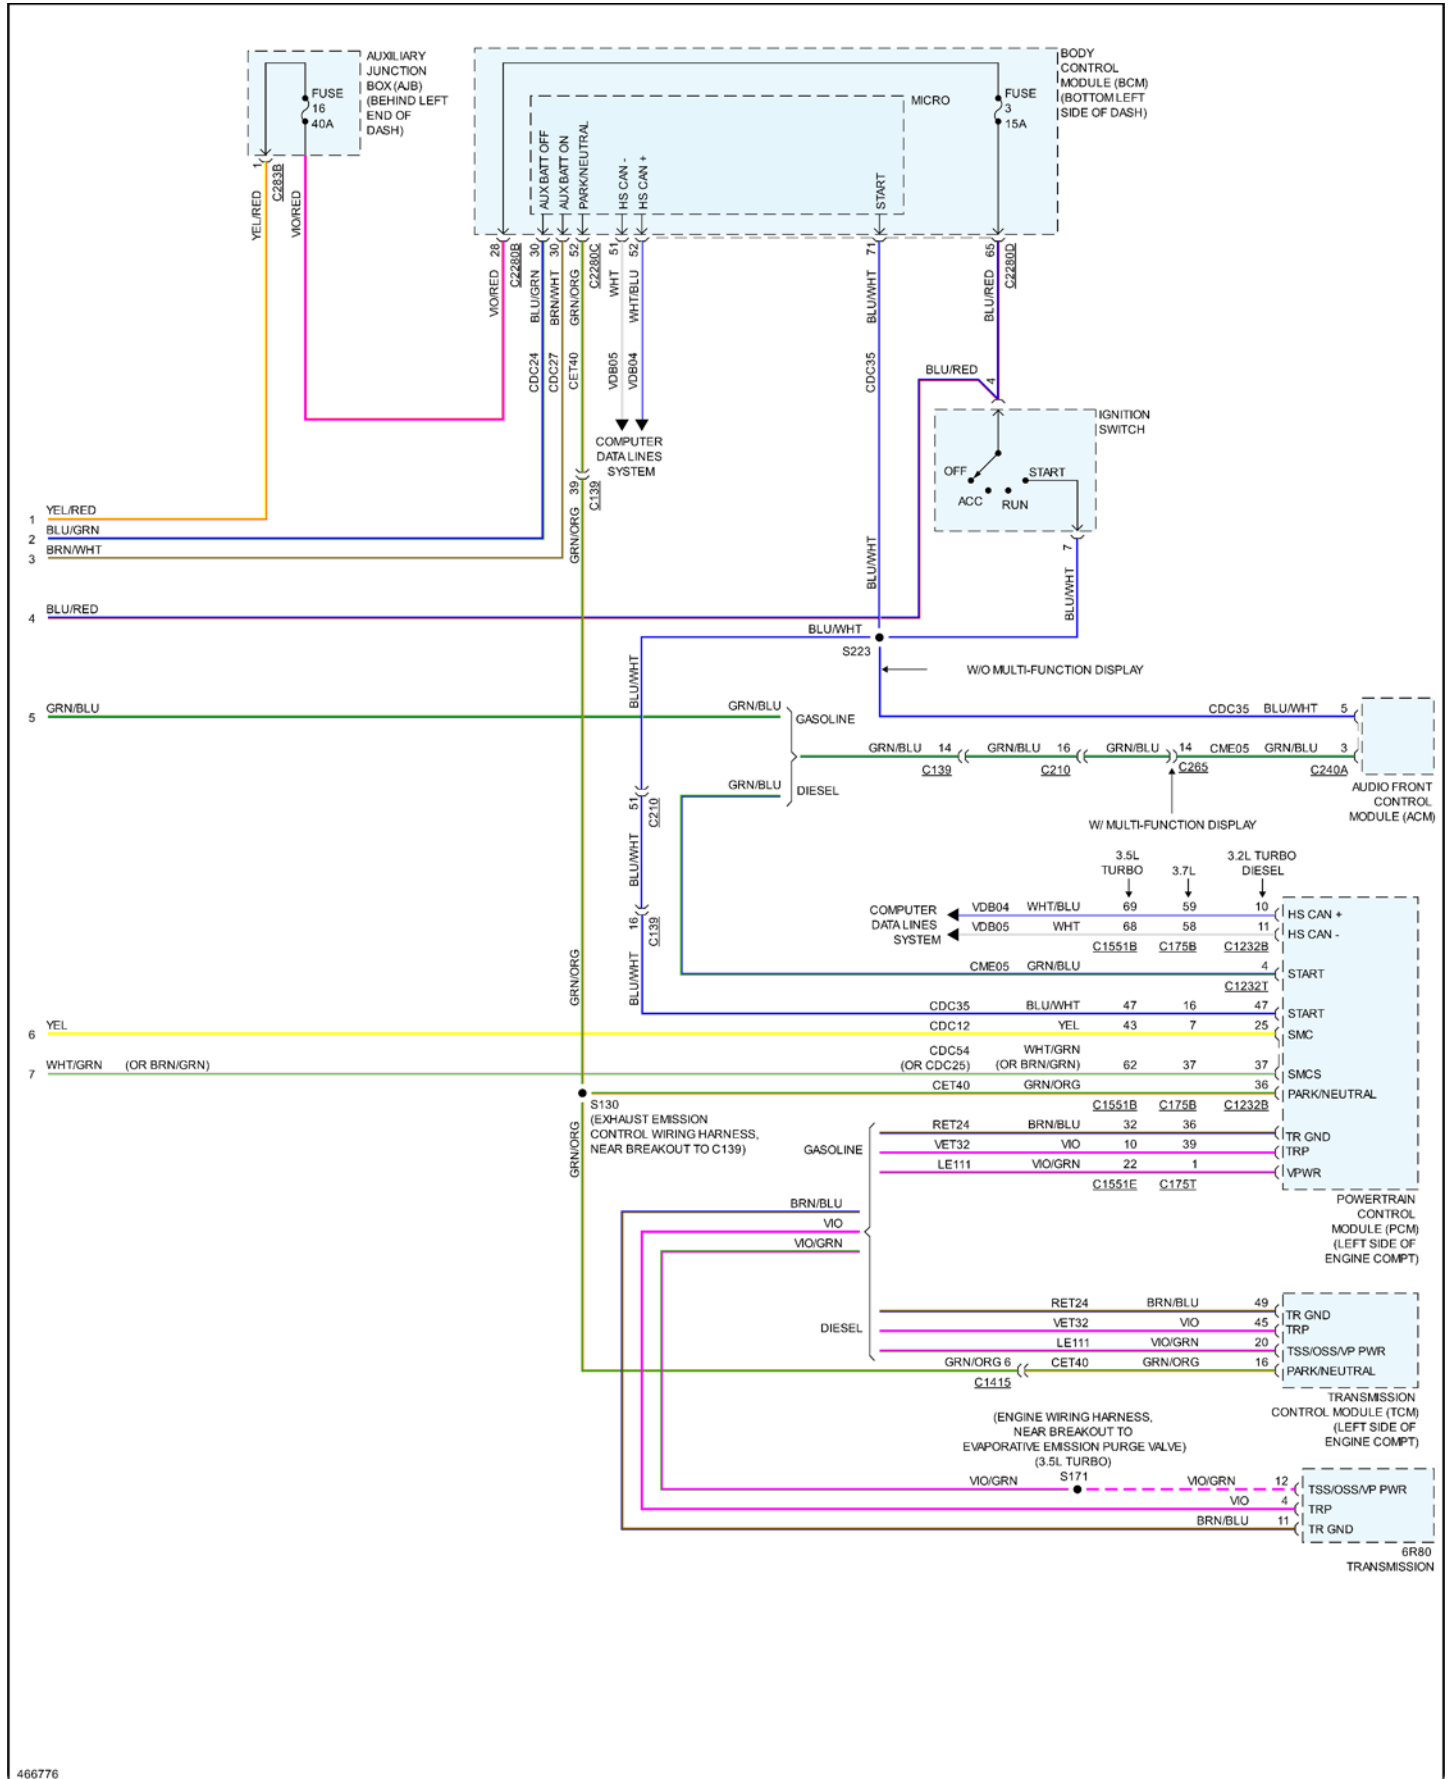 AUXILIARY
JUNCTION
BOX (AJB)
(BEHIND LEFT
END OF
DASH)
FUSE
16
40A
1
C283B
YEL/RED
VIO/RED
BODY
CONTROL
MODULE (BCM)
(BOTTOM LEFT
SIDE OF DASH)
MICRO
FUSE
3
15A
AUX BATT OFF
AUX BATT ON
PARK/NEUTRAL
HS CAN -
HS CAN +
START
28
C2280B
30
30
52
C2280C
51
52
71
65
C2280D
VIO/RED
BLU/GRN
BRN/WHT
GRN/ORG
WHT
WHT/BLU
BLU/WHT
BLU/RED
CDC24
CDC27
CET40
VDB05
VDB04
CDC35
BLU/RED
4
COMPUTER
DATA LINES
SYSTEM
IGNITION
SWITCH
OFF
ACC
RUN
START
39
C139
GRN/ORG
BLU/WHT
7
BLU/WHT
1 YEL/RED
2 BLU/GRN
3 BRN/WHT
4 BLU/RED
BLU/WHT
S223
W/O MULTI-FUNCTION DISPLAY
BLU/WHT
5 GRN/BLU
GRN/BLU
GASOLINE
CDC35 BLU/WHT 5
GRN/BLU 14
C139
GRN/BLU 16
C210
GRN/BLU 14
C265
CME05 GRN/BLU 3
C240A
GRN/BLU
DIESEL
AUDIO FRONT
CONTROL
MODULE (ACM)
W/ MULTI-FUNCTION DISPLAY
51
C210
BLU/WHT
16
C139
BLU/WHT
3.5L
TURBO
3.7L
3.2L TURBO
DIESEL
COMPUTER
DATA LINES
SYSTEM
VDB04 WHT/BLU 69 59 10 HS CAN +
VDB05 WHT 68 58 11 HS CAN -
C1551B C175B C1232B
CME05 GRN/BLU 4 START
C1232T
GRN/ORG
CDC35 BLU/WHT 47 16 47 START
6 YEL
CDC12 YEL 43 7 25 SMC
7 WHT/GRN (OR BRN/GRN)
CDC54 WHT/GRN
(OR CDC25) (OR BRN/GRN) 62 37 37 SMCS
CET40 GRN/ORG 36 PARK/NEUTRAL
C1551B C175B C1232B
S130
(EXHAUST EMISSION
CONTROL WIRING HARNESS,
NEAR BREAKOUT TO C139)
GRN/ORG
GASOLINE
RET24 BRN/BLU 32 36 TR GND
VET32 VIO 10 39 TRP
LE111 VIO/GRN 22 1 VPWR
C1551E C175T
POWERTRAIN
CONTROL
MODULE (PCM)
(LEFT SIDE OF
ENGINE COMPT)
BRN/BLU
VIO
VIO/GRN
DIESEL
RET24 BRN/BLU 49 TR GND
VET32 VIO 45 TRP
LE111 VIO/GRN 20 TSS/OSS/VP PWR
GRN/ORG 6 CET40 GRN/ORG 16 PARK/NEUTRAL
C1415
TRANSMISSION
CONTROL MODULE (TCM)
(LEFT SIDE OF
ENGINE COMPT)
(ENGINE WIRING HARNESS,
NEAR BREAKOUT TO
EVAPORATIVE EMISSION PURGE VALVE)
(3.5L TURBO)
S171
VIO/GRN VIO/GRN 12 TSS/OSS/VP PWR
VIO 4 TRP
BRN/BLU 11 TR GND
6R80
TRANSMISSION
466776